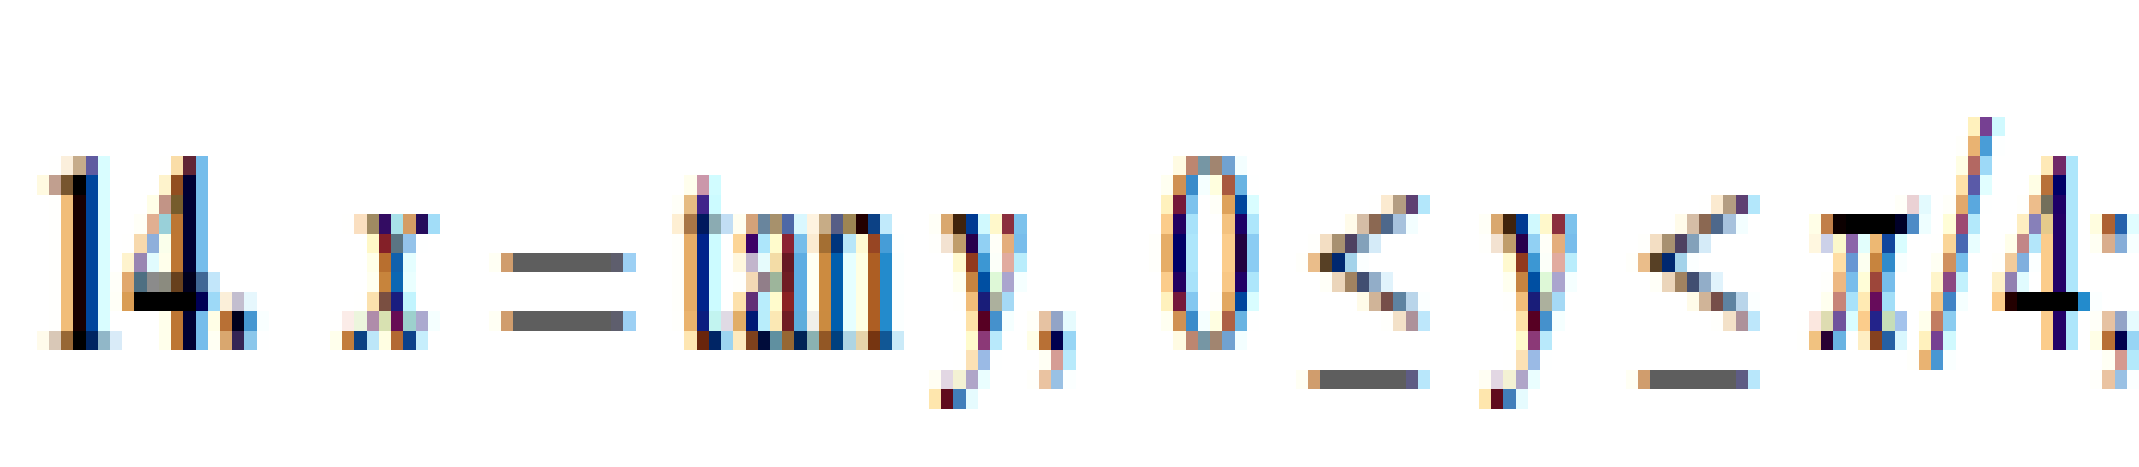 14. x = tan y, 0 ≤ y ≤ π/4;